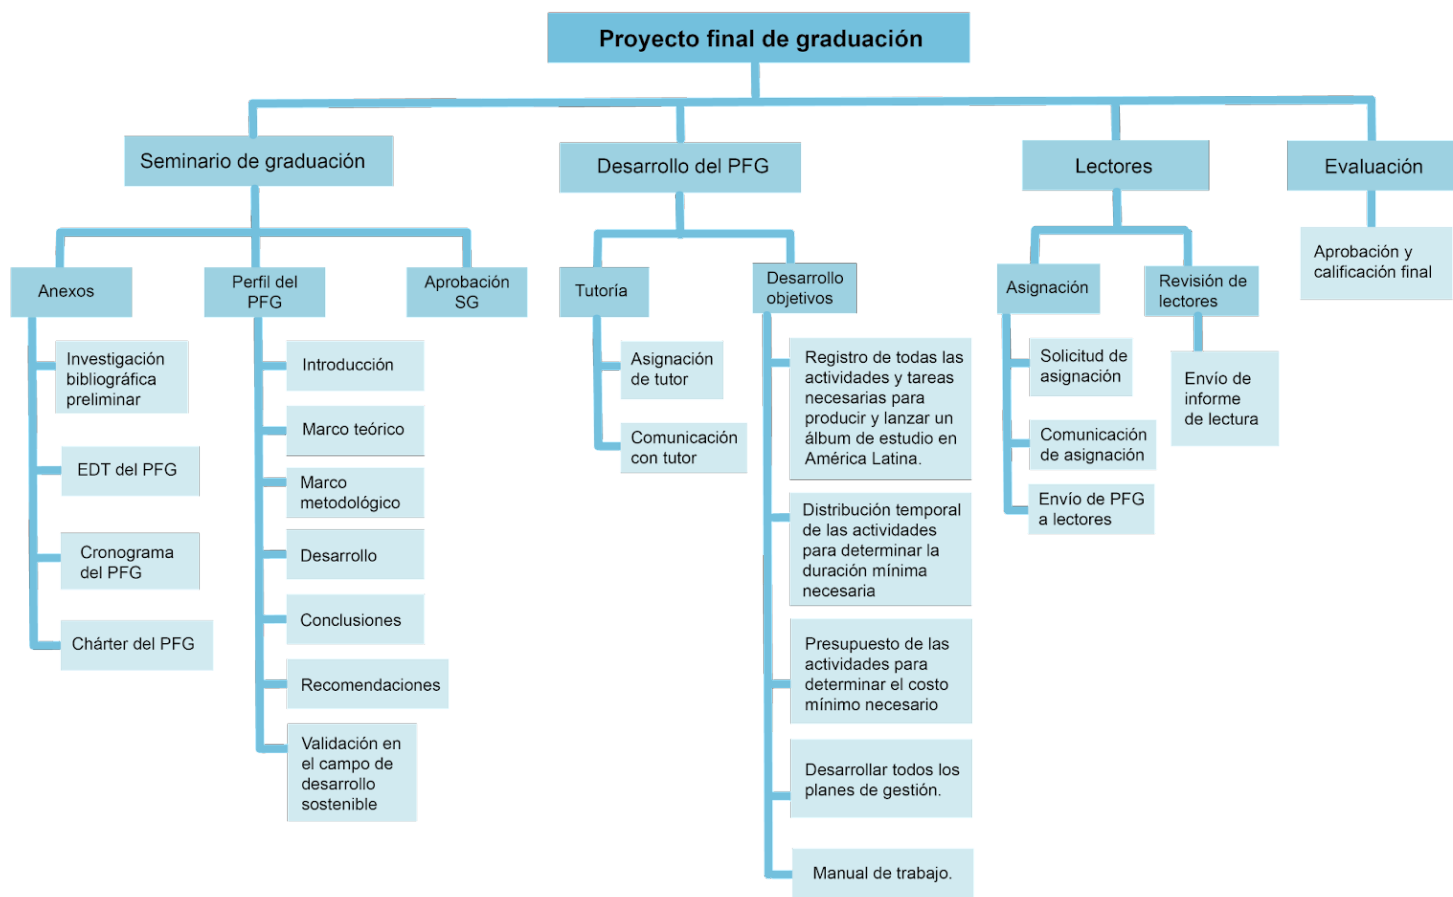 Proyecto final de graduación
Seminario de graduación
Desarrollo del PFG
Lectores
Evaluación
Anexos
Perfil del
PFG
Aprobación
SG
Tutoría
Desarrollo
objetivos
Asignación
Revisión de
lectores
Aprobación y
calificación final
Investigación
bibliográfica
preliminar
EDT del PFG
Cronograma
del PFG
Chárter del PFG
Introducción
Marco teórico
Marco
metodológico
Desarrollo
Conclusiones
Recomendaciones
Validación en
el campo de
desarrollo
sostenible
Asignación
de tutor
Comunicación
con tutor
Registro de todas las
actividades y tareas
necesarias para
producir y lanzar un
álbum de estudio en
América Latina.
Distribución temporal
de las actividades
para determinar la
duración mínima
necesaria
Presupuesto de las
actividades para
determinar el costo
mínimo necesario
Desarrollar todos los
planes de gestión.
Manual de trabajo.
Solicitud de
asignación
Comunicación
de asignación
Envío de PFG
a lectores
Envío de
informe
de lectura